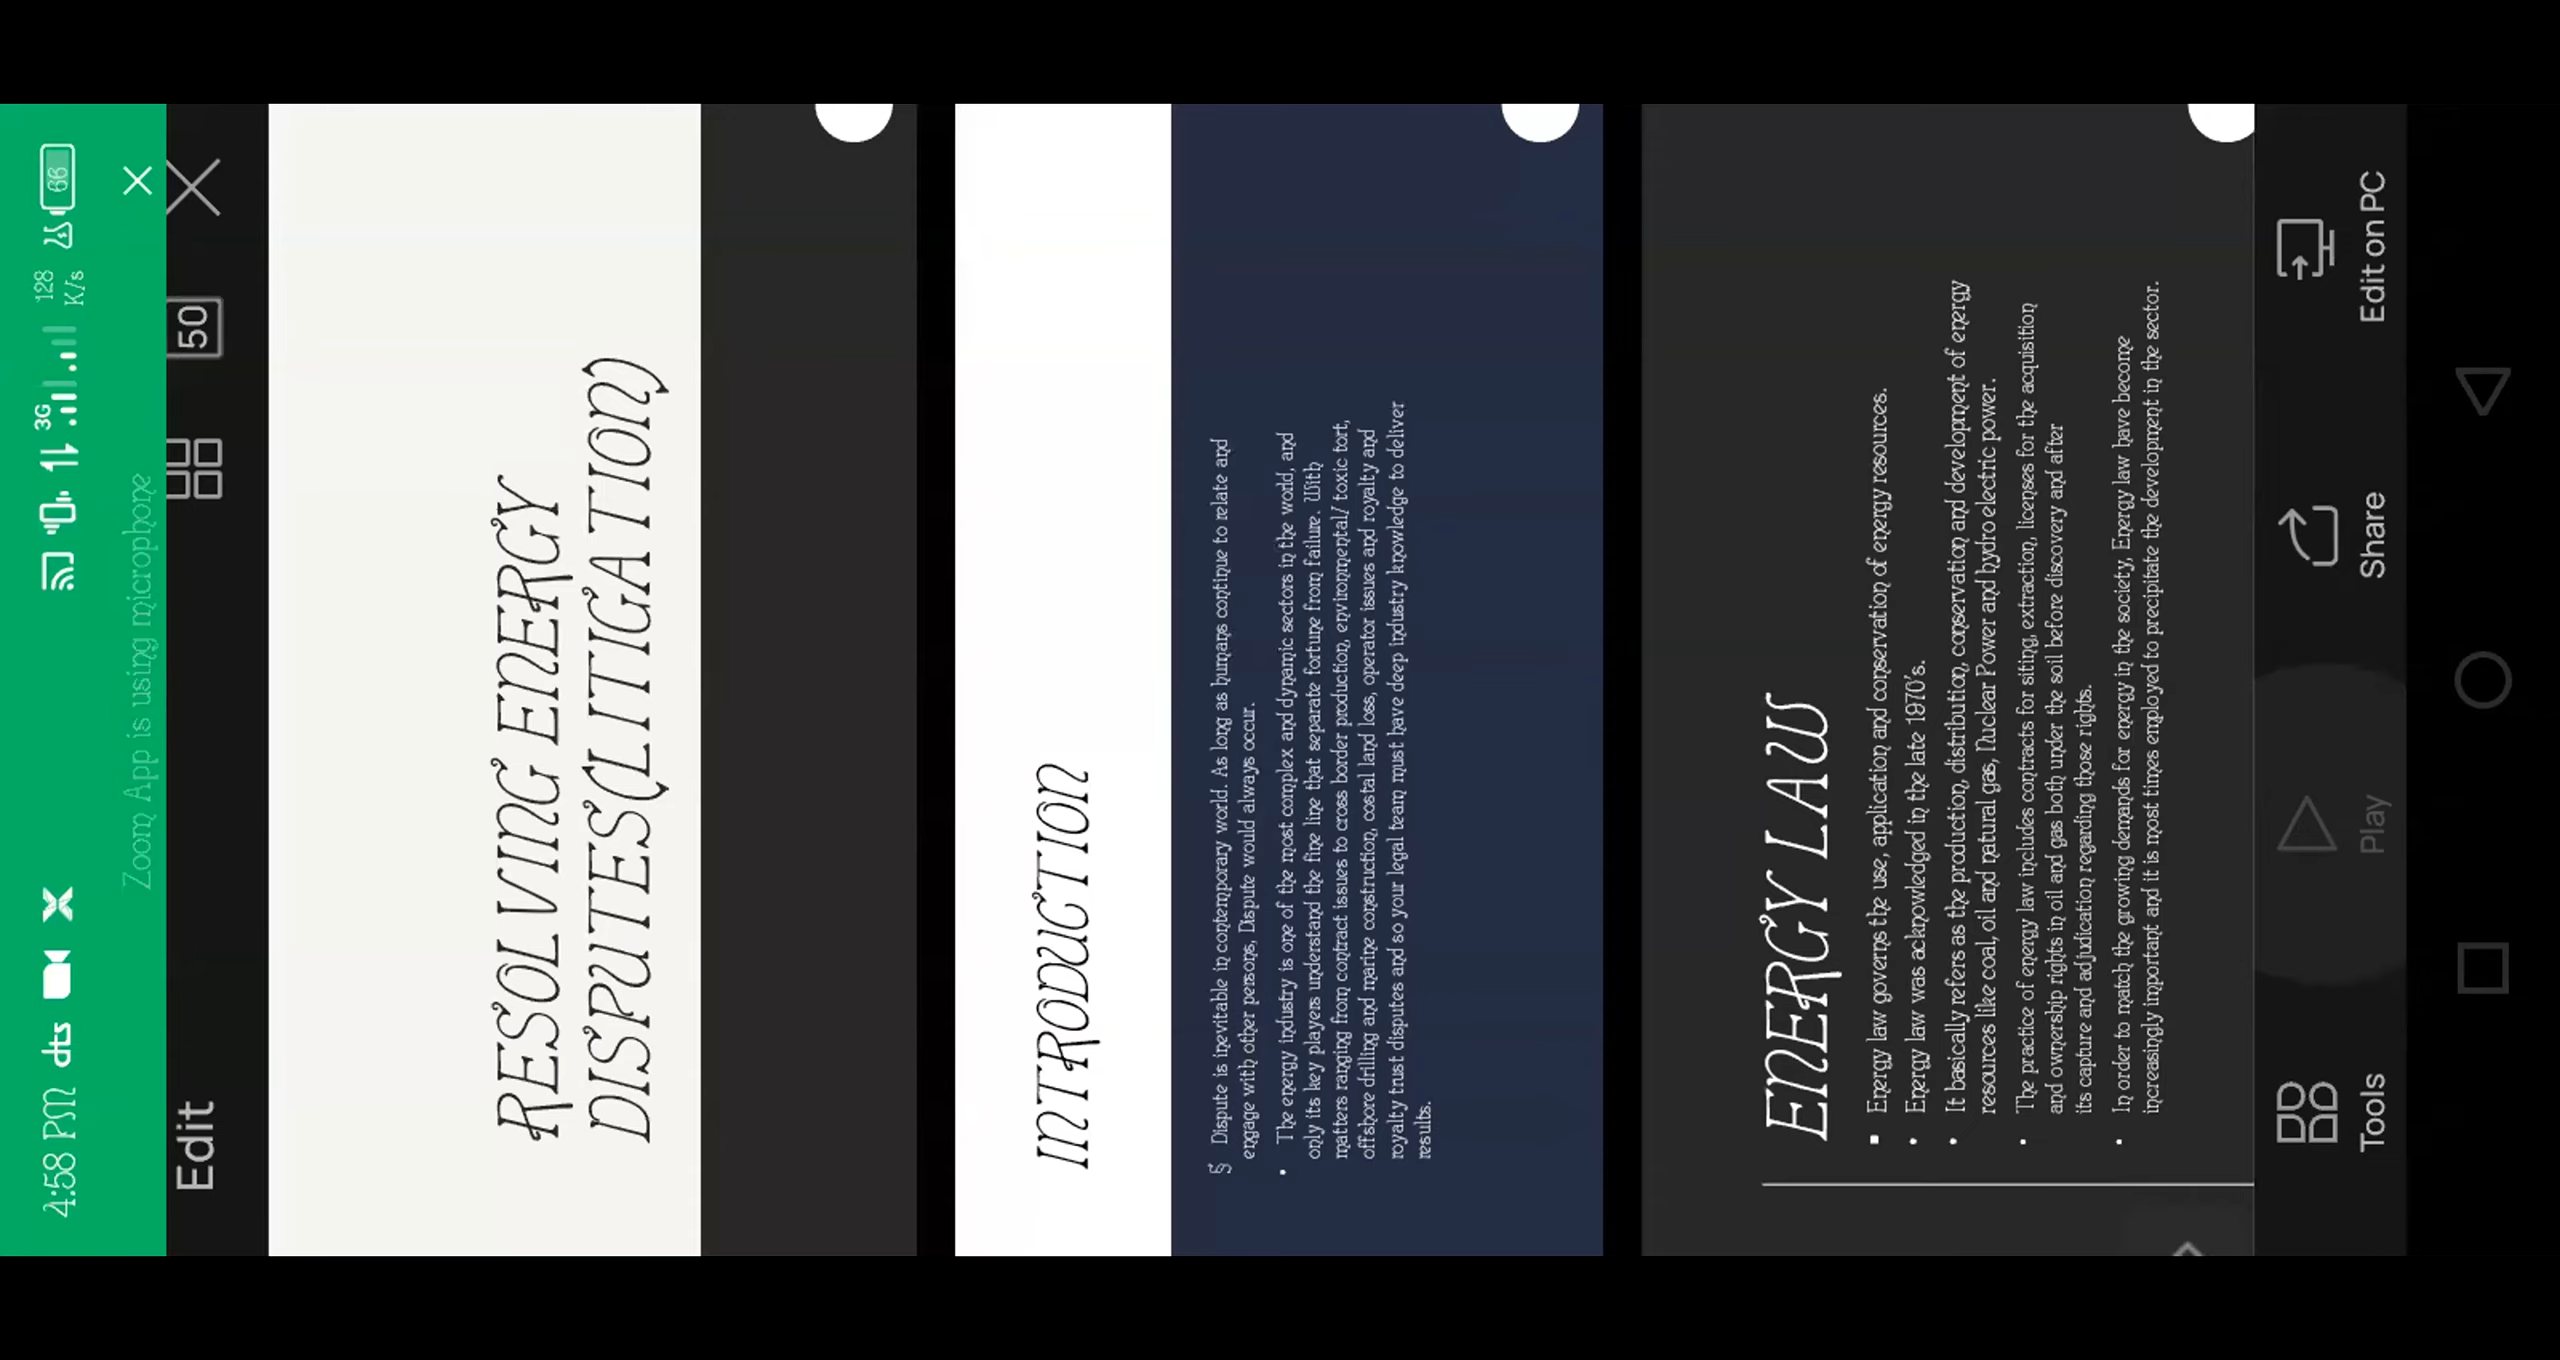 4:58 PM dts 3G 128 K/s 66
Zoom App is using microphone
Edit 50
RESOLVING ENERGY
DISPUTES(LITIGATION)
INTRODUCTION
§ Dispute is inevitable in contemporary world. As long as humans continue to relate and
engage with other persons, Dispute would always occur.
• The energy industry is one of the most complex and dynamic sectors in the world, and
only its key players understand the fine line that separate fortune from failure. With
matters ranging from contract issues to cross border production, environmental/ toxic tort,
offshore drilling and marine construction, costal land loss, operator issues and royalty and
royalty trust disputes and so your legal team must have deep industry knowledge to deliver
results.
ENERGY LAW
▪ Energy law governs the use, application and conservation of energy resources.
• Energy law was acknowledged in the late 1970's.
• It basically refers as the production, distribution, conservation and development of energy
resources like coal, oil and natural gas, Nuclear Power and hydro electric power.
• The practice of energy law includes contracts for siting, extraction, licenses for the acquisition
and ownership rights in oil and gas both under the soil before discovery and after
its capture and adjudication regarding those rights.
• In order to match the growing demands for energy in the society, Energy law have become
increasingly important and it is most times employed to precipitate the development in the sector.
Tools Play Share Edit on PC